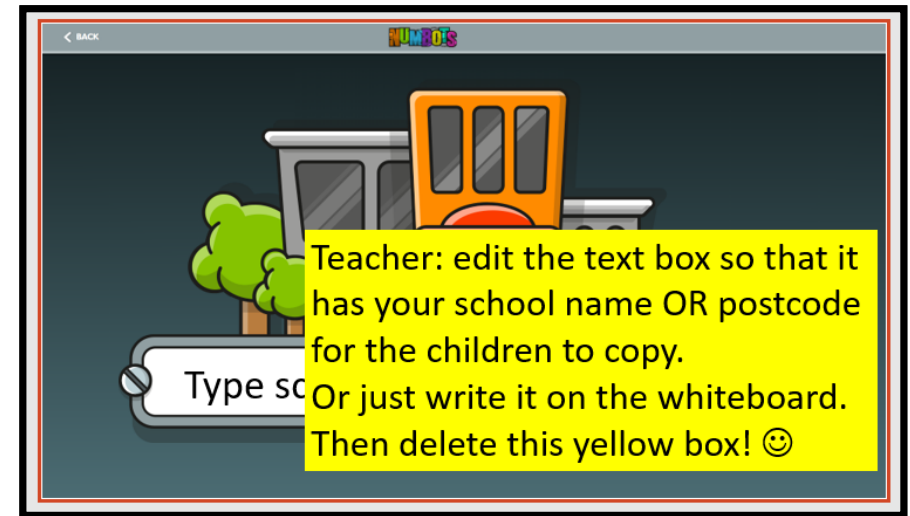 < BACK
NUMBOTS
Teacher: edit the text box so that it
has your school name OR postcode
for the children to copy.
Or just write it on the whiteboard.
Then delete this yellow box! ☺
Type